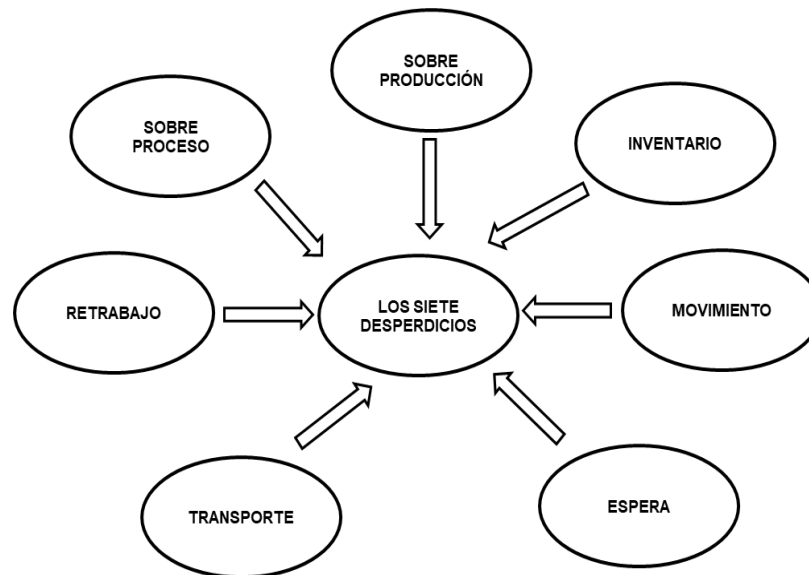 SOBRE
PRODUCCIÓN
SOBRE
PROCESO
INVENTARIO
RETRABAJO
LOS SIETE
DESPERDICIOS
MOVIMIENTO
TRANSPORTE
ESPERA